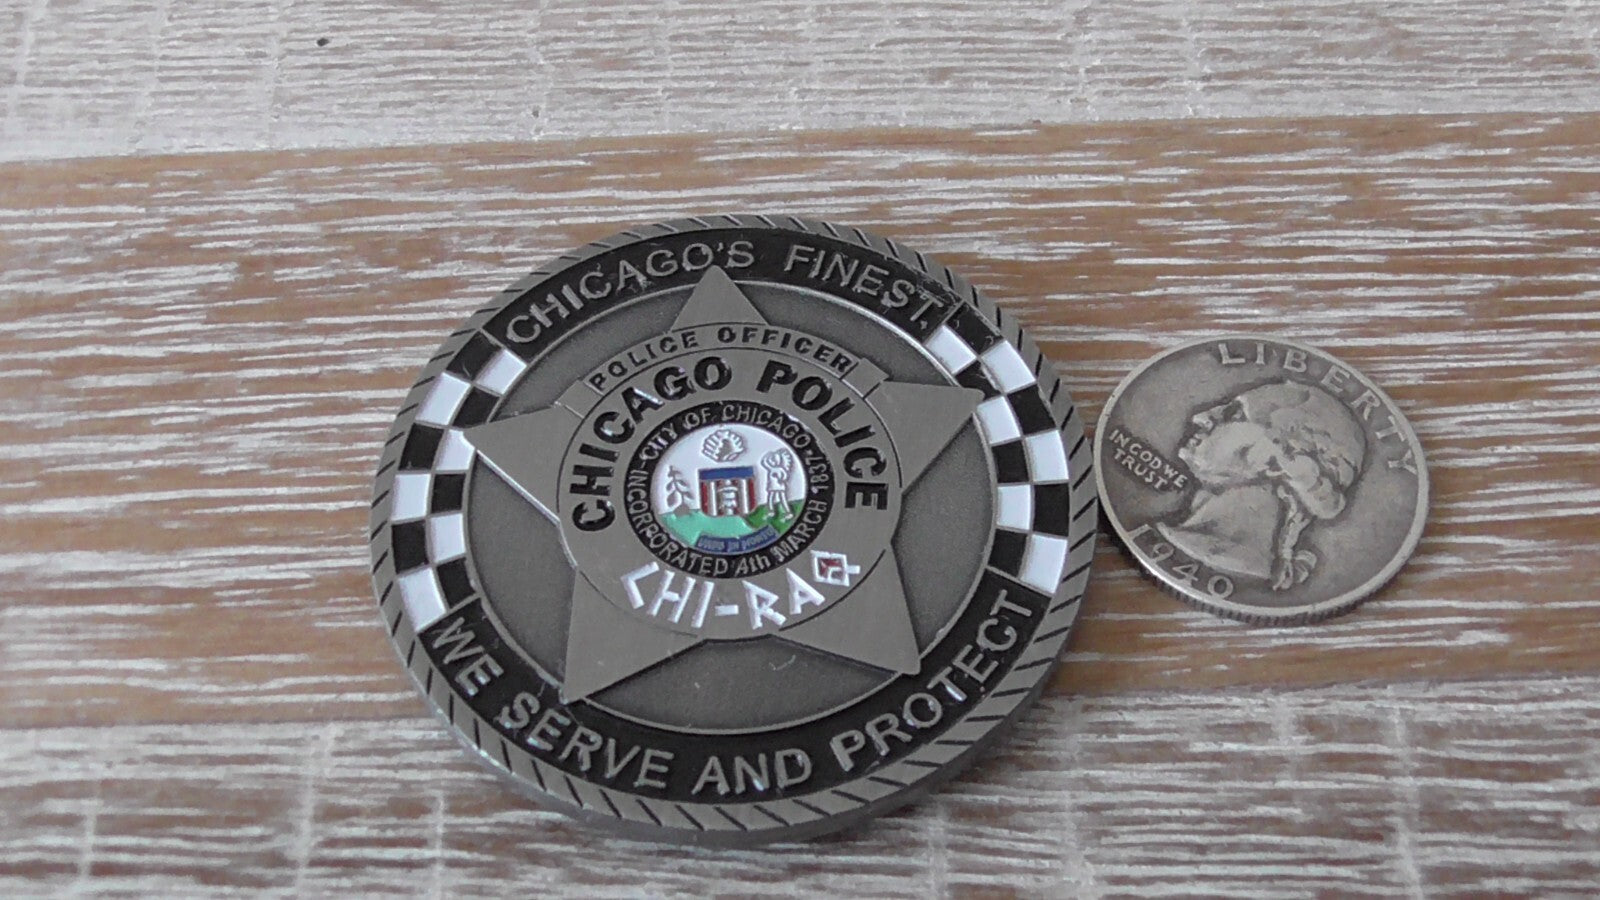 CHICAGO'S FINEST
POLICE OFFICER
CHICAGO POLICE
CITY OF CHICAGO
INCORPORATED 4th MARCH 1837
CHI-RAQ
WE SERVE AND PROTECT
LIBERTY
IN GOD WE
TRUST
1940